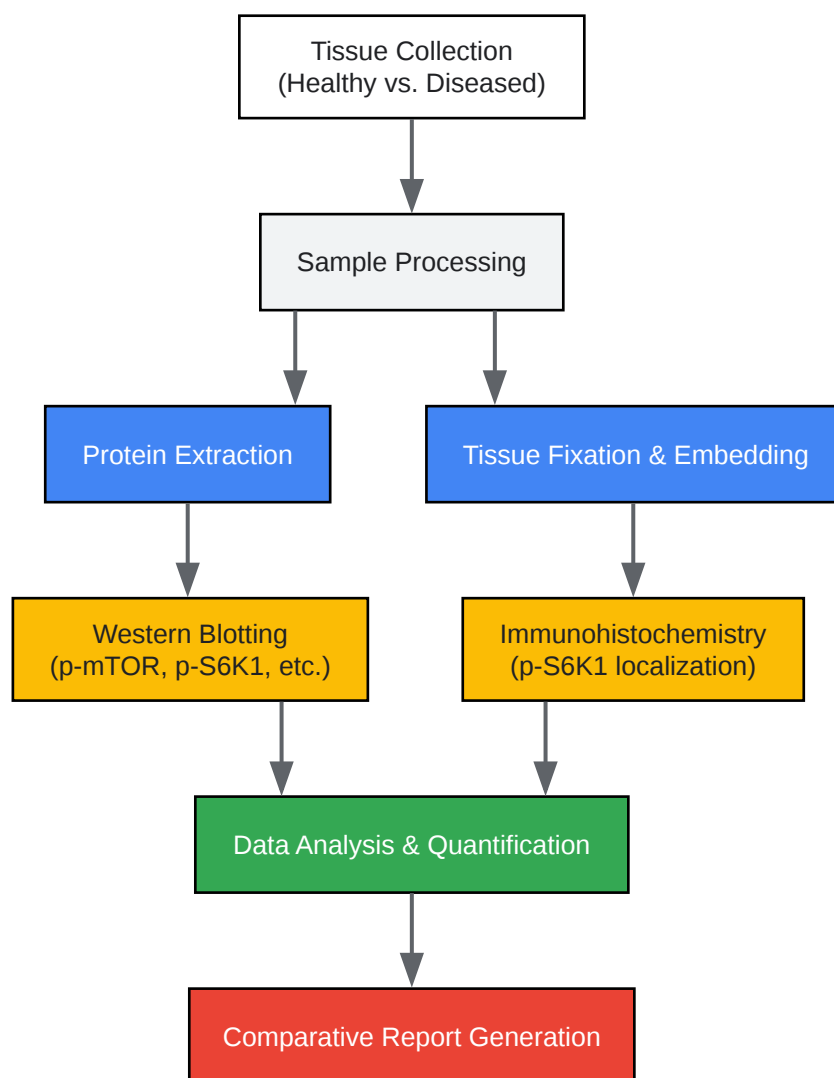 Tissue Collection
(Healthy vs. Diseased)
Sample Processing
Protein Extraction
Tissue Fixation & Embedding
Western Blotting
(p-mTOR, p-S6K1, etc.)
Immunohistochemistry
(p-S6K1 localization)
Data Analysis & Quantification
Comparative Report Generation